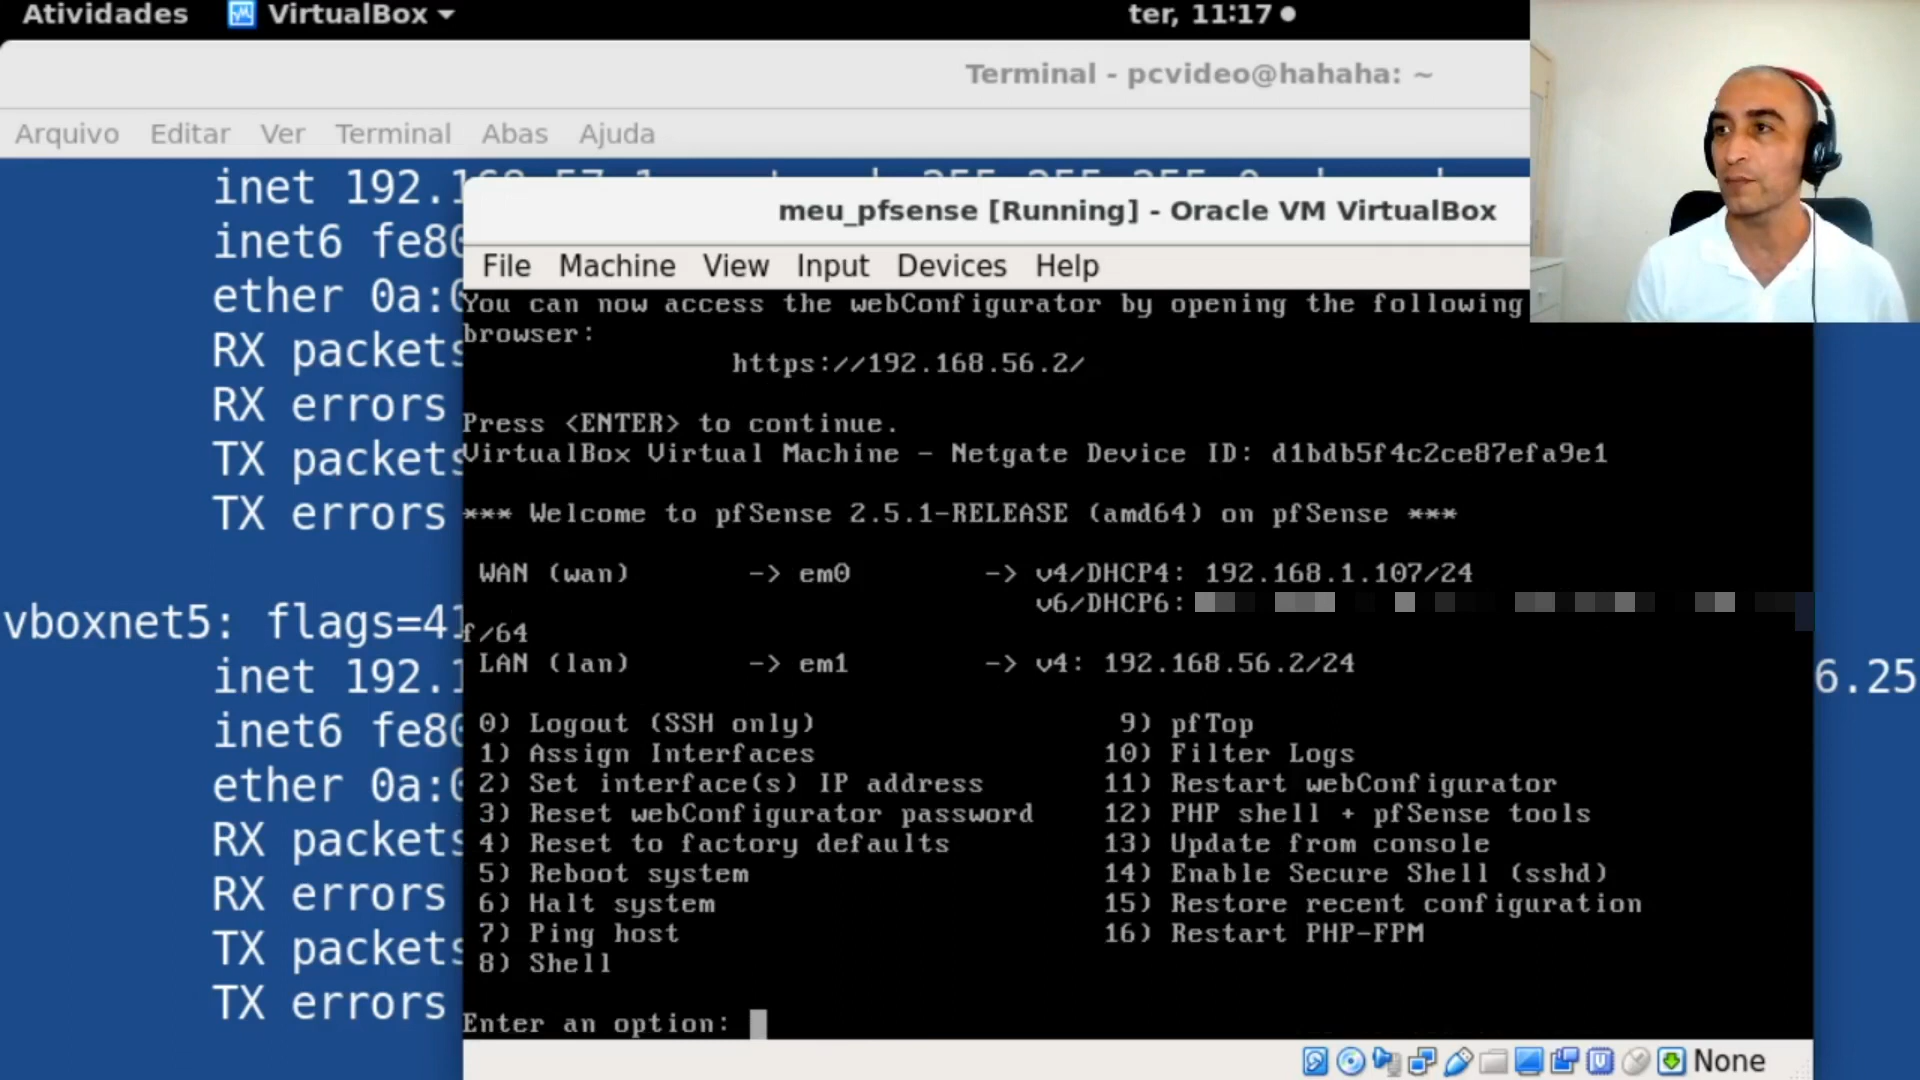 Atividades VirtualBox ter, 11:17
Terminal - pcvideo@hahaha: ~
Arquivo Editar Ver Terminal Abas Ajuda
inet 192.1
inet6 fe80
ether 0a:0
RX packets
RX errors
TX packets
TX errors
vboxnet5: flags=41
inet 192.1 6.25
inet6 fe80
ether 0a:0
RX packets
RX errors
TX packets
TX errors
meu_pfsense [Running] - Oracle VM VirtualBox
File Machine View Input Devices Help
You can now access the webConfigurator by opening the following
browser:
https://192.168.56.2/
Press <ENTER> to continue.
VirtualBox Virtual Machine - Netgate Device ID: d1bdb5f4c2ce87efa9e1
*** Welcome to pfSense 2.5.1-RELEASE (amd64) on pfSense ***
WAN (wan) -> em0 -> v4/DHCP4: 192.168.1.107/24
v6/DHCP6:
f/64
LAN (lan) -> em1 -> v4: 192.168.56.2/24
0) Logout (SSH only) 9) pfTop
1) Assign Interfaces 10) Filter Logs
2) Set interface(s) IP address 11) Restart webConfigurator
3) Reset webConfigurator password 12) PHP shell + pfSense tools
4) Reset to factory defaults 13) Update from console
5) Reboot system 14) Enable Secure Shell (sshd)
6) Halt system 15) Restore recent configuration
7) Ping host 16) Restart PHP-FPM
8) Shell
Enter an option:
None